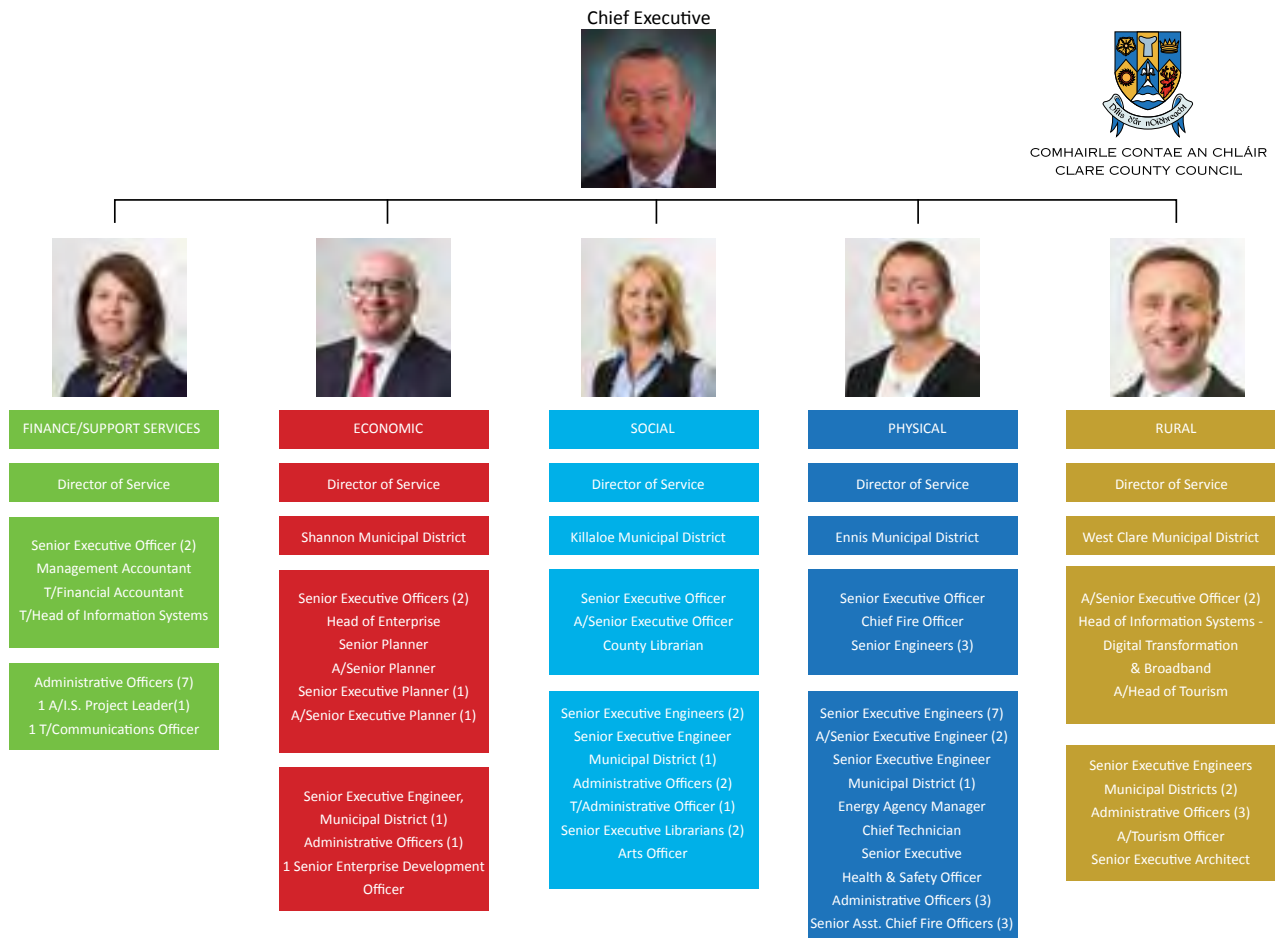 Chief Executive
Dílis d'ár nOidhreacht
COMHAIRLE CONTAE AN CHLÁIR
CLARE COUNTY COUNCIL
FINANCE/SUPPORT SERVICES
Director of Service
Senior Executive Officer (2)
Management Accountant
T/Financial Accountant
T/Head of Information Systems
Administrative Officers (7)
1 A/I.S. Project Leader(1)
1 T/Communications Officer
ECONOMIC
Director of Service
Shannon Municipal District
Senior Executive Officers (2)
Head of Enterprise
Senior Planner
A/Senior Planner
Senior Executive Planner (1)
A/Senior Executive Planner (1)
Senior Executive Engineer,
Municipal District (1)
Administrative Officers (1)
1 Senior Enterprise Development
Officer
SOCIAL
Director of Service
Killaloe Municipal District
Senior Executive Officer
A/Senior Executive Officer
County Librarian
Senior Executive Engineers (2)
Senior Executive Engineer
Municipal District (1)
Administrative Officers (2)
T/Administrative Officer (1)
Senior Executive Librarians (2)
Arts Officer
PHYSICAL
Director of Service
Ennis Municipal District
Senior Executive Officer
Chief Fire Officer
Senior Engineers (3)
Senior Executive Engineers (7)
A/Senior Executive Engineer (2)
Senior Executive Engineer
Municipal District (1)
Energy Agency Manager
Chief Technician
Senior Executive
Health & Safety Officer
Administrative Officers (3)
Senior Asst. Chief Fire Officers (3)
RURAL
Director of Service
West Clare Municipal District
A/Senior Executive Officer (2)
Head of Information Systems -
Digital Transformation
& Broadband
A/Head of Tourism
Senior Executive Engineers
Municipal Districts (2)
Administrative Officers (3)
A/Tourism Officer
Senior Executive Architect